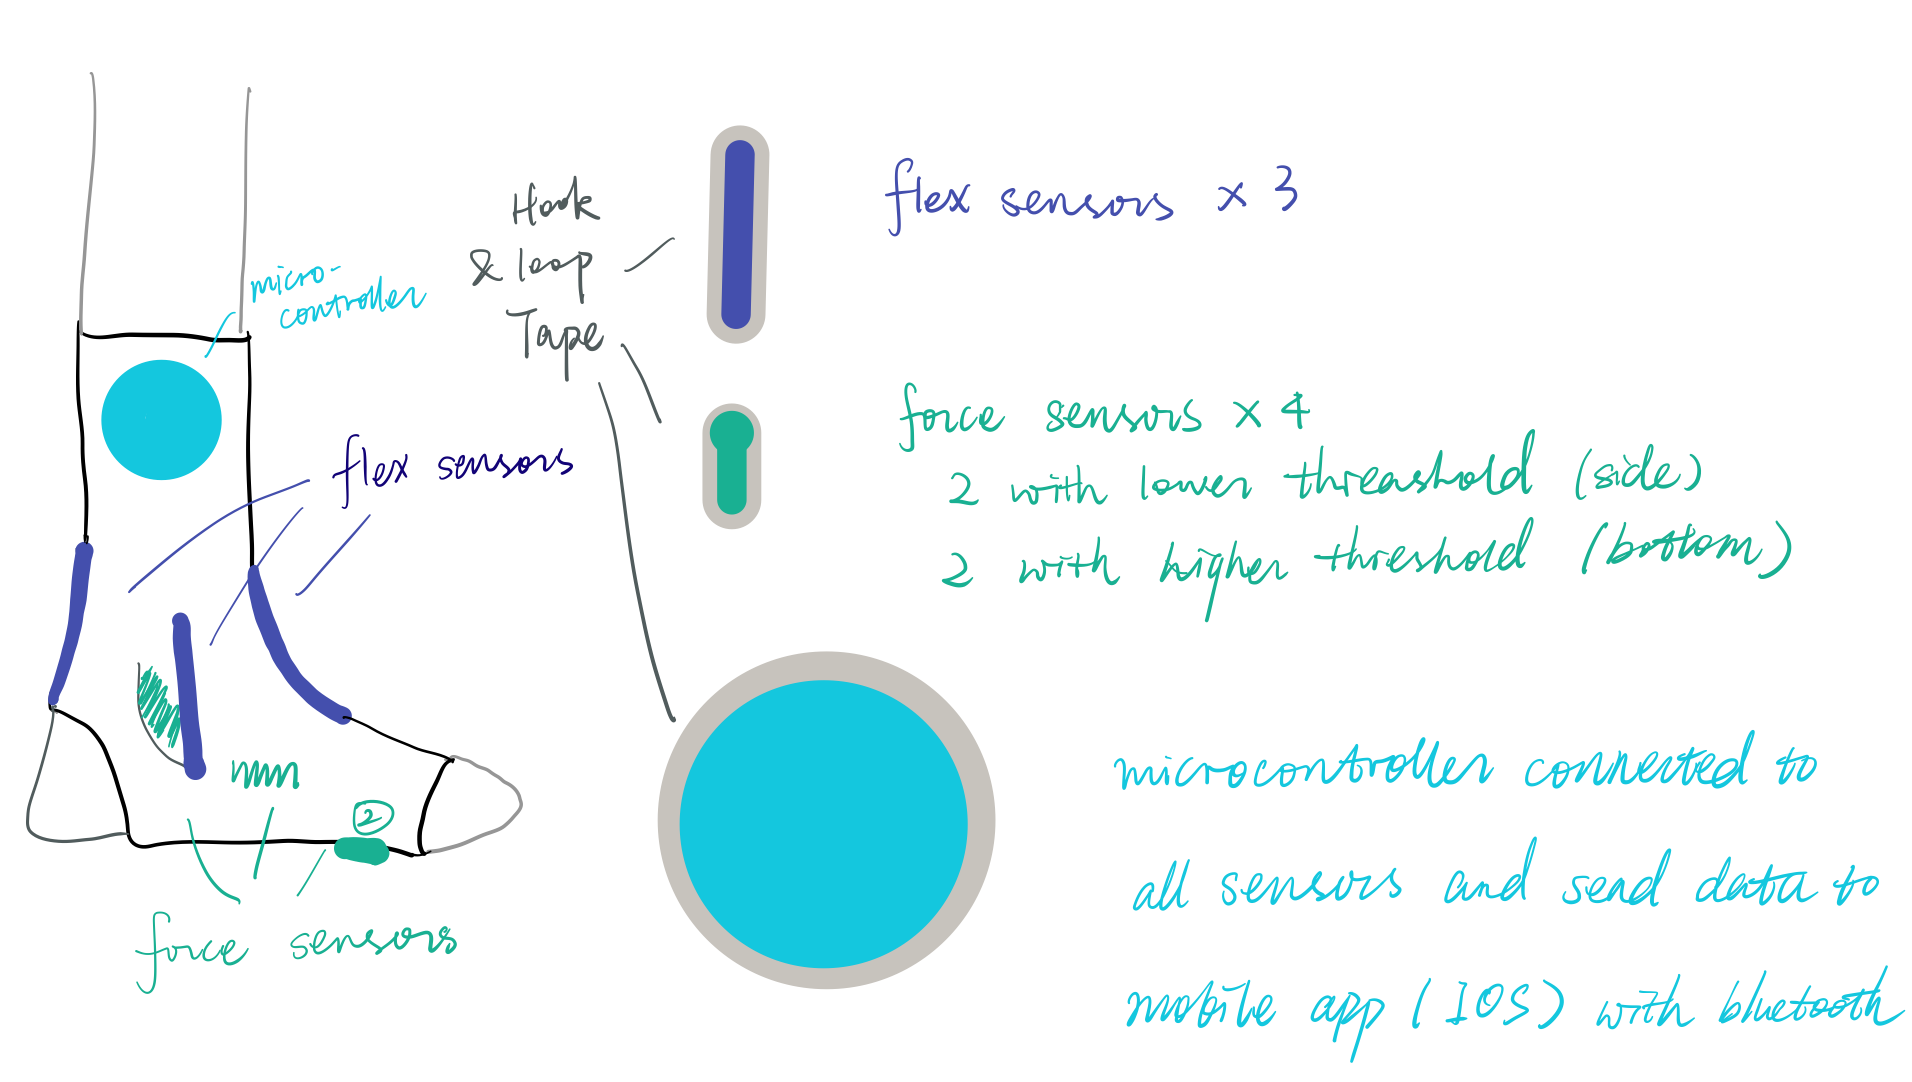 micro-
controller
flex sensors
2
force sensors
Hook
& loop
Tape
flex sensors x 3
force sensors x 4
2 with lower threashold (side)
2 with higher threshold (bottom)
microcontroller connected to
all sensors and send data to
mobile app (IOS) with bluetooth